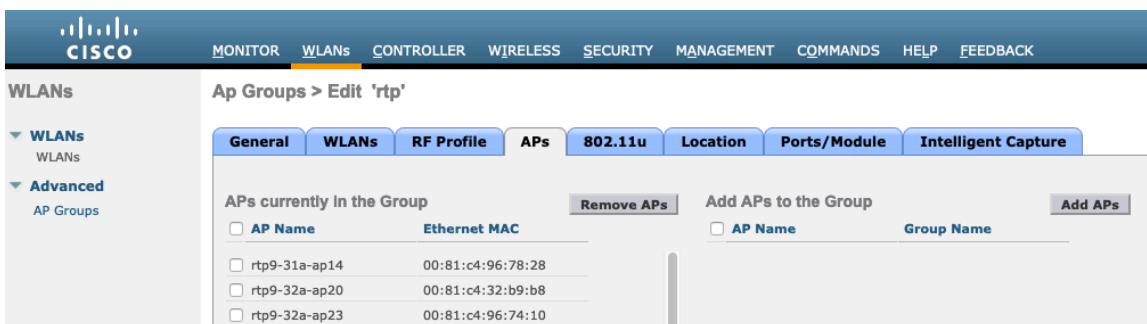 CISCO
MONITOR WLANs CONTROLLER WIRELESS SECURITY MANAGEMENT COMMANDS HELP FEEDBACK
WLANs
Ap Groups > Edit 'rtp'
WLANs
WLANs
Advanced
AP Groups
General WLANs RF Profile APs 802.11u Location Ports/Module Intelligent Capture
APs currently in the Group Remove APs Add APs to the Group Add APs
AP Name Ethernet MAC AP Name Group Name
rtp9-31a-ap14 00:81:c4:96:78:28
rtp9-32a-ap20 00:81:c4:32:b9:b8
rtp9-32a-ap23 00:81:c4:96:74:10